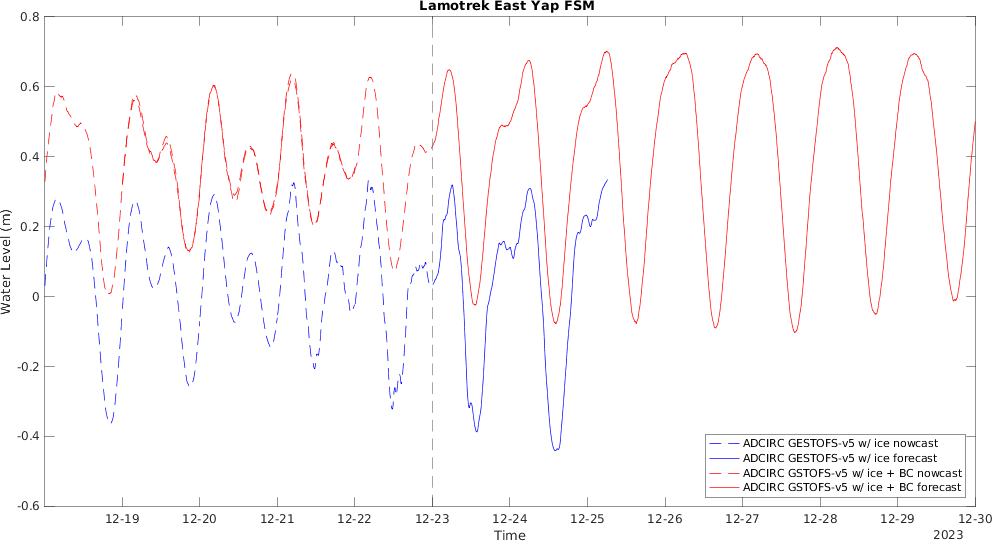 Lamotrek East Yap FSM
Water Level (m)
0.8
0.6
0.4
0.2
0
-0.2
-0.4
-0.6
12-19 12-20 12-21 12-22 12-23 12-24 12-25 12-26 12-27 12-28 12-29 12-30
Time
2023
ADCIRC GESTOFS-v5 w/ ice nowcast
ADCIRC GESTOFS-v5 w/ ice forecast
ADCIRC GSTOFS-v5 w/ ice + BC nowcast
ADCIRC GSTOFS-v5 w/ ice + BC forecast